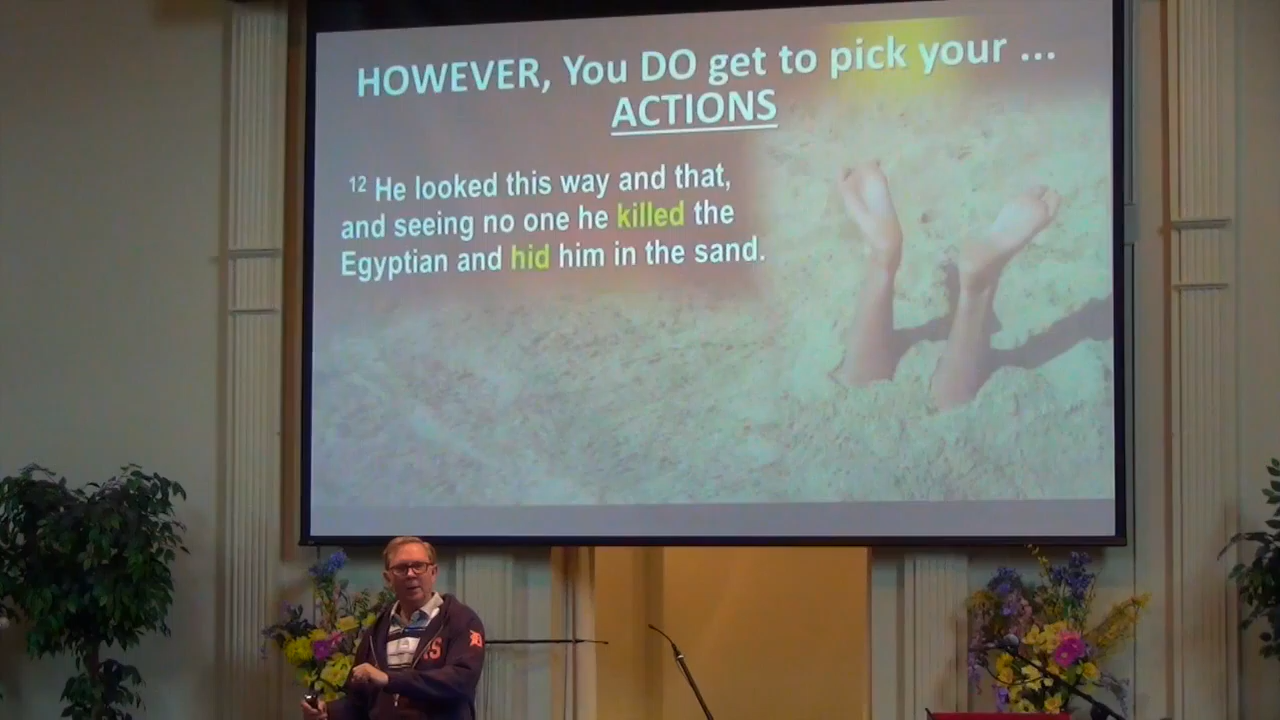 HOWEVER, You DO get to pick your ...
ACTIONS
12 He looked this way and that,
and seeing no one he killed the
Egyptian and hid him in the sand.
S